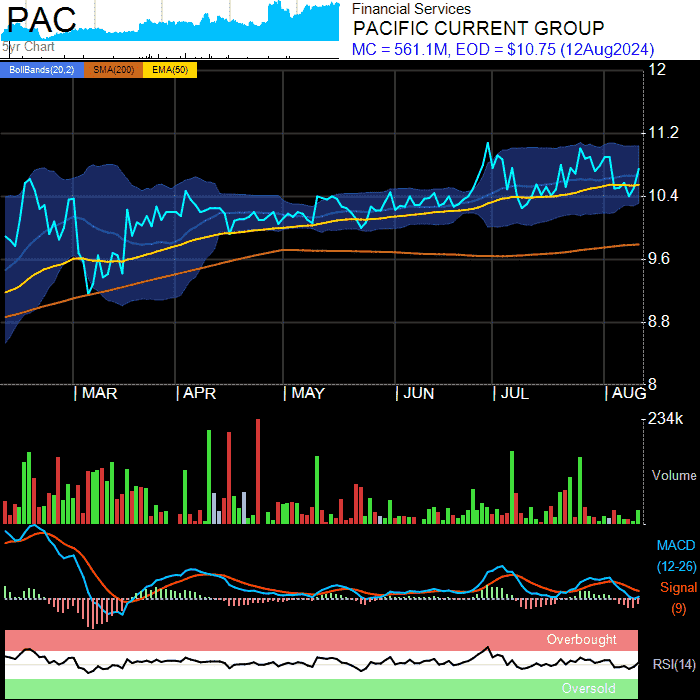 PAC
5yr Chart
Financial Services
PACIFIC CURRENT GROUP
MC = 561.1M, EOD = $10.75 (12Aug2024)
BollBands(20.2) SMA(200) EMA(50)
12
11.2
10.4
9.6
8.8
8
| MAR | APR | MAY | JUN | JUL | AUG
-234k
Volume
MACD
(12-26)
Signal
(9)
Overbought
RSI(14)
Oversold